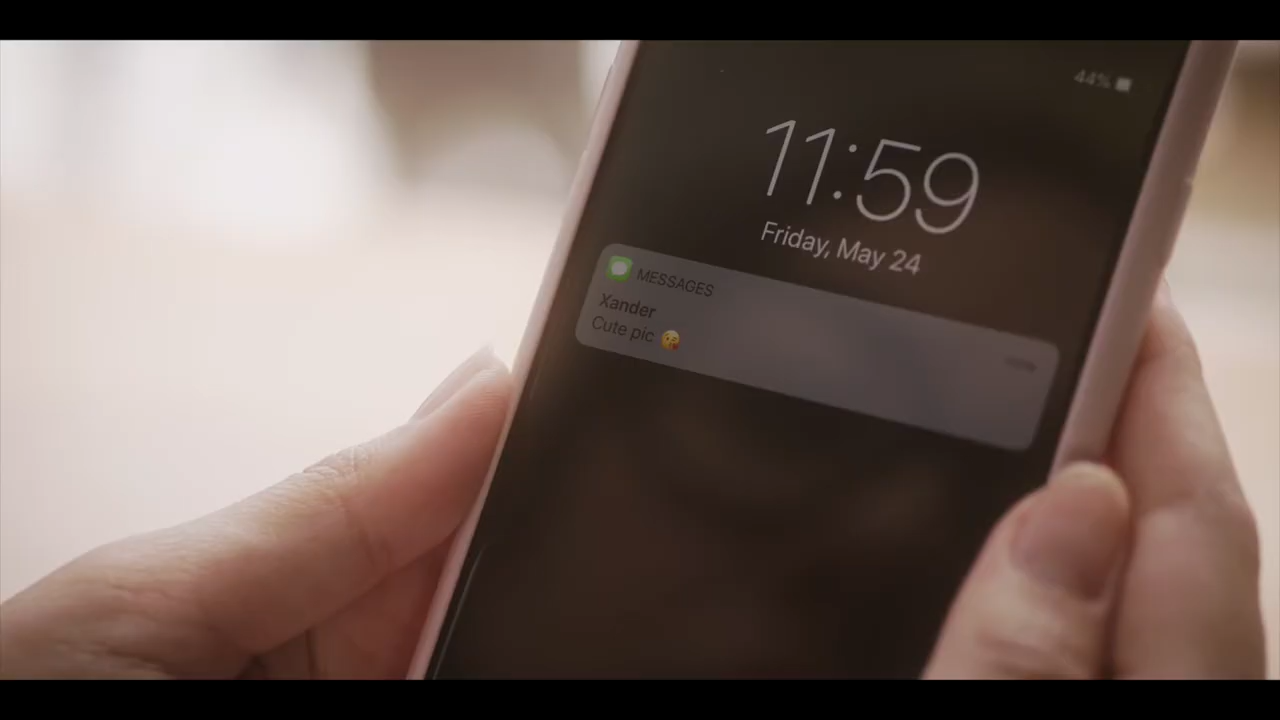 44%
11:59
Friday, May 24
MESSAGES
Xander
Cute pic 😘